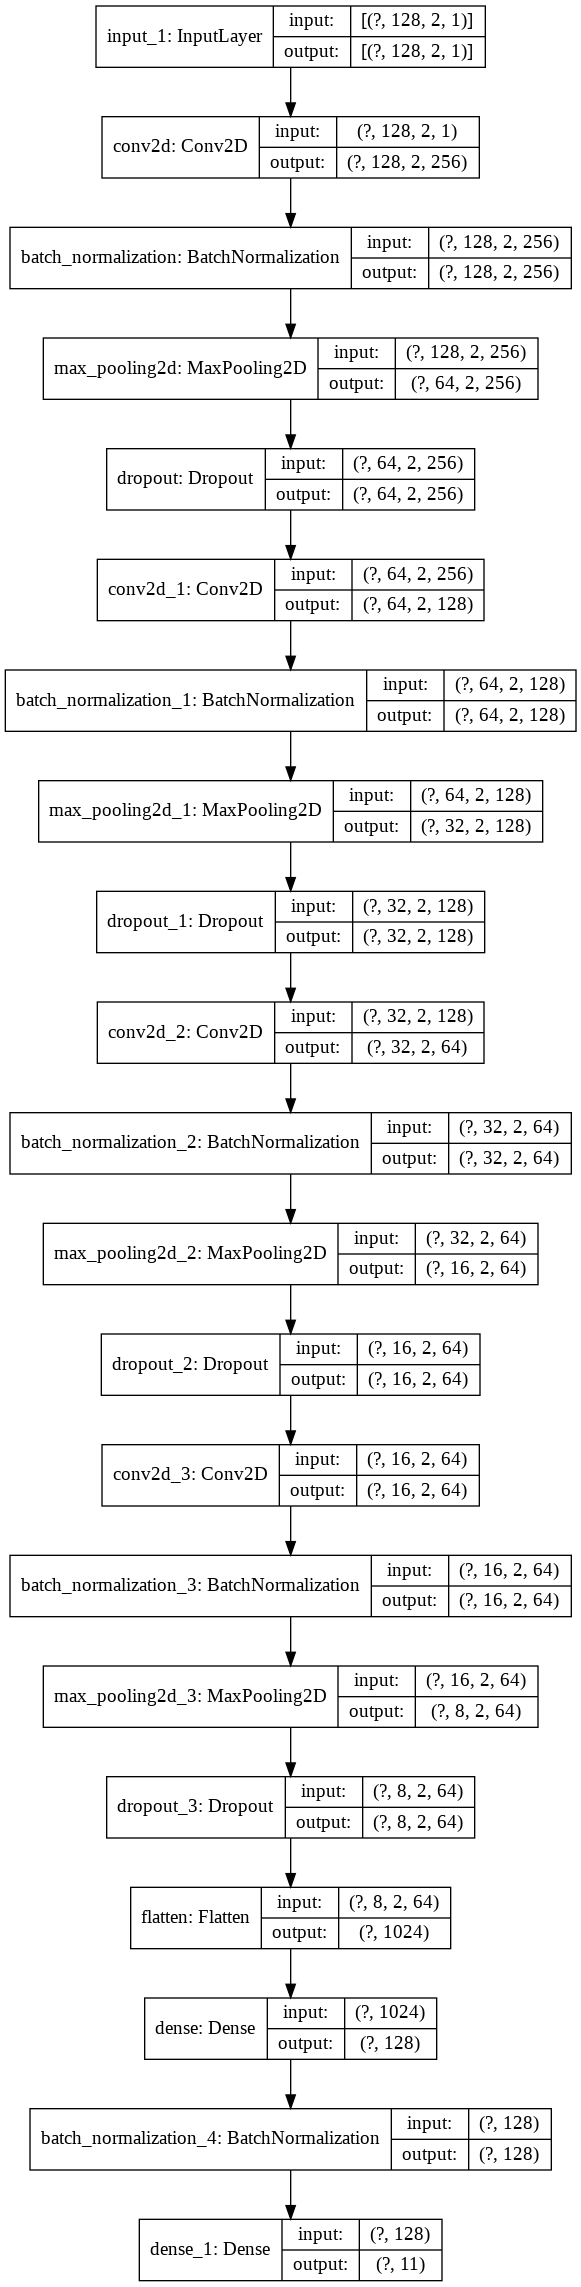 input_1: InputLayer
input: [(?, 128, 2, 1)]
output: [(?, 128, 2, 1)]
conv2d: Conv2D
input: (?, 128, 2, 1)
output: (?, 128, 2, 256)
batch_normalization: BatchNormalization
input: (?, 128, 2, 256)
output: (?, 128, 2, 256)
max_pooling2d: MaxPooling2D
input: (?, 128, 2, 256)
output: (?, 64, 2, 256)
dropout: Dropout
input: (?, 64, 2, 256)
output: (?, 64, 2, 256)
conv2d_1: Conv2D
input: (?, 64, 2, 256)
output: (?, 64, 2, 128)
batch_normalization_1: BatchNormalization
input: (?, 64, 2, 128)
output: (?, 64, 2, 128)
max_pooling2d_1: MaxPooling2D
input: (?, 64, 2, 128)
output: (?, 32, 2, 128)
dropout_1: Dropout
input: (?, 32, 2, 128)
output: (?, 32, 2, 128)
conv2d_2: Conv2D
input: (?, 32, 2, 128)
output: (?, 32, 2, 64)
batch_normalization_2: BatchNormalization
input: (?, 32, 2, 64)
output: (?, 32, 2, 64)
max_pooling2d_2: MaxPooling2D
input: (?, 32, 2, 64)
output: (?, 16, 2, 64)
dropout_2: Dropout
input: (?, 16, 2, 64)
output: (?, 16, 2, 64)
conv2d_3: Conv2D
input: (?, 16, 2, 64)
output: (?, 16, 2, 64)
batch_normalization_3: BatchNormalization
input: (?, 16, 2, 64)
output: (?, 16, 2, 64)
max_pooling2d_3: MaxPooling2D
input: (?, 16, 2, 64)
output: (?, 8, 2, 64)
dropout_3: Dropout
input: (?, 8, 2, 64)
output: (?, 8, 2, 64)
flatten: Flatten
input: (?, 8, 2, 64)
output: (?, 1024)
dense: Dense
input: (?, 1024)
output: (?, 128)
batch_normalization_4: BatchNormalization
input: (?, 128)
output: (?, 128)
dense_1: Dense
input: (?, 128)
output: (?, 11)